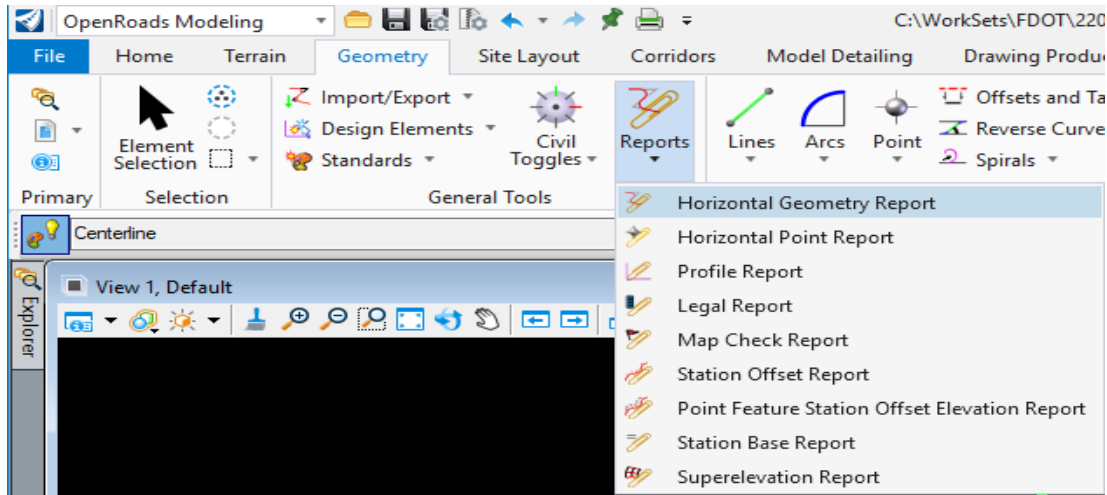 OpenRoads Modeling C:\WorkSets\FDOT\220
File Home Terrain Geometry Site Layout Corridors Model Detailing Drawing Produ
Import/Export
Design Elements
Standards
Element
Selection
Civil
Toggles
Reports
Lines
Arcs
Point
Offsets and Ta
Reverse Curve
Spirals
Primary Selection General Tools
Centerline
Explorer
View 1, Default
Horizontal Geometry Report
Horizontal Point Report
Profile Report
Legal Report
Map Check Report
Station Offset Report
Point Feature Station Offset Elevation Report
Station Base Report
Superelevation Report